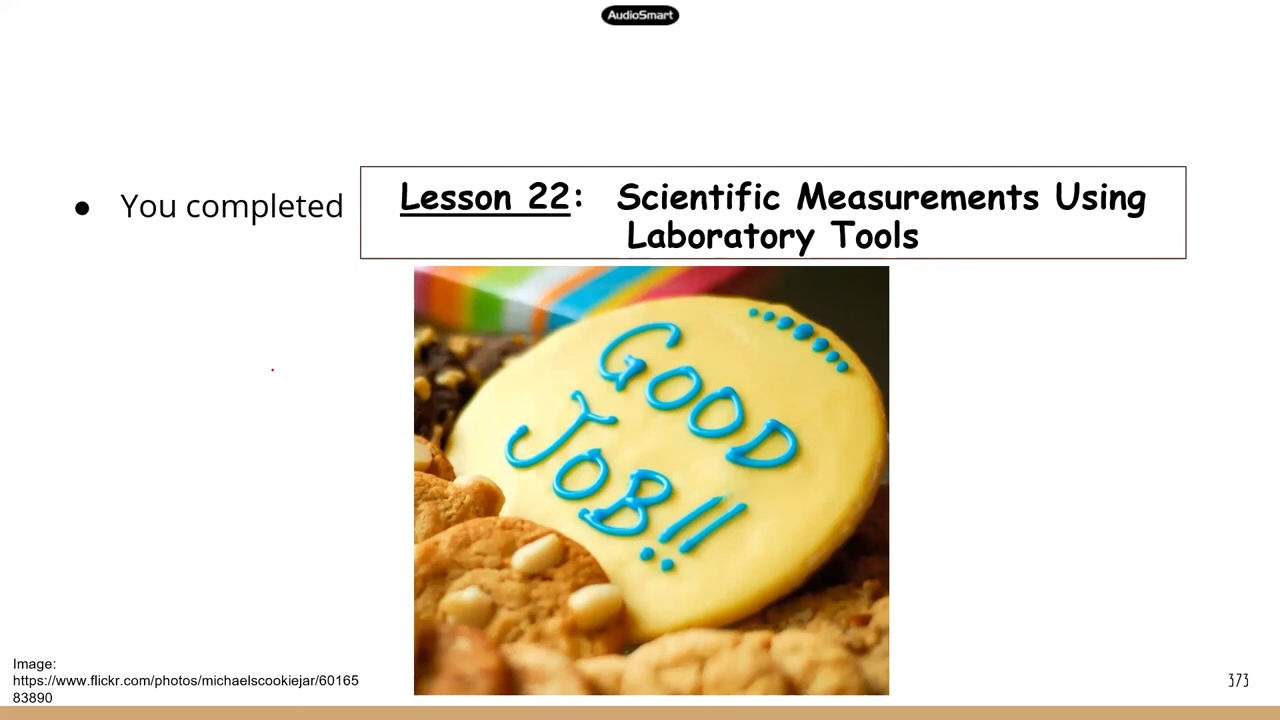 AudioSmart
● You completed
Lesson 22: Scientific Measurements Using
Laboratory Tools
GOOD
JOB!!
Image:
https://www.flickr.com/photos/michaelscookiejar/60165
83890
373